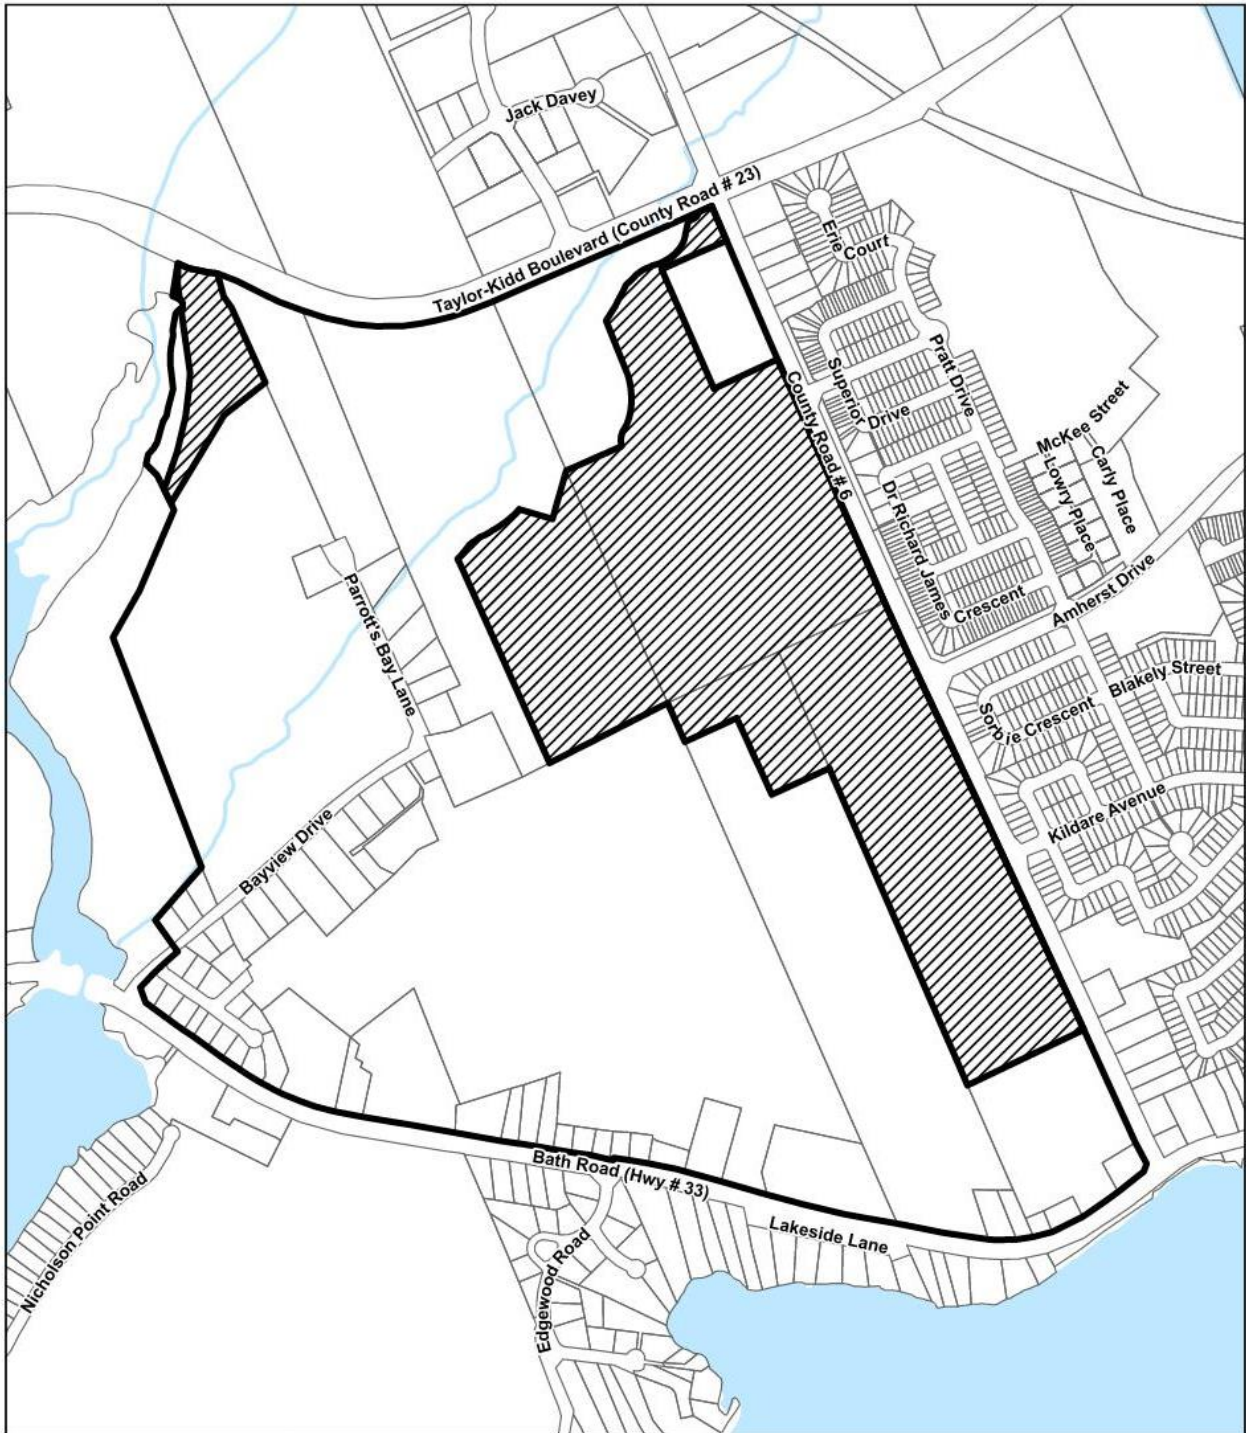 Jack Davey
Taylor-Kidd Boulevard (County Road # 23)
Erie
Court
Pratt Drive
Superior
Drive
County Road # 6
McKee Street
Carly Place
Lowry Place
Dr Richard James
Crescent
Amherst Drive
Parrott's Bay Lane
Blakely Street
Sorbie Crescent
Kildare Avenue
Bayview Drive
Bath Road (Hwy # 33)
Nicholson Point Road
Lakeside Lane
Edgewood Road